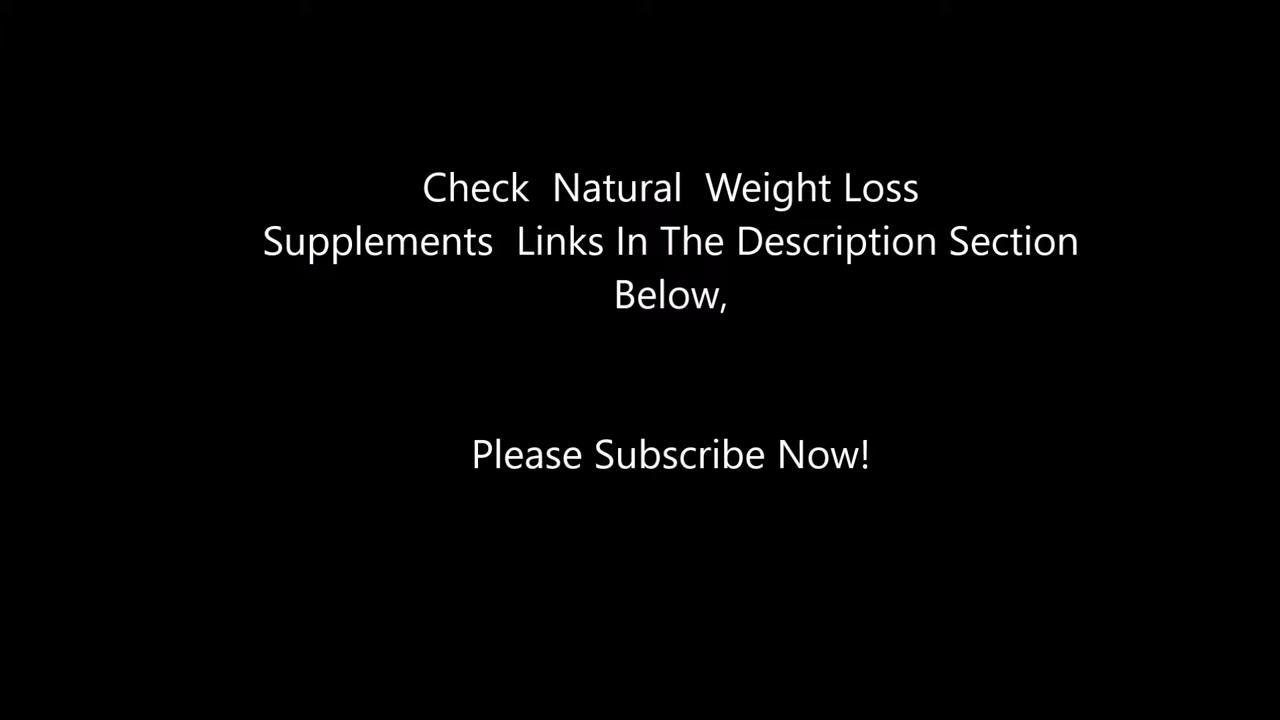 Check  Natural  Weight Loss
Supplements  Links In The Description Section
Below,
Please Subscribe Now!